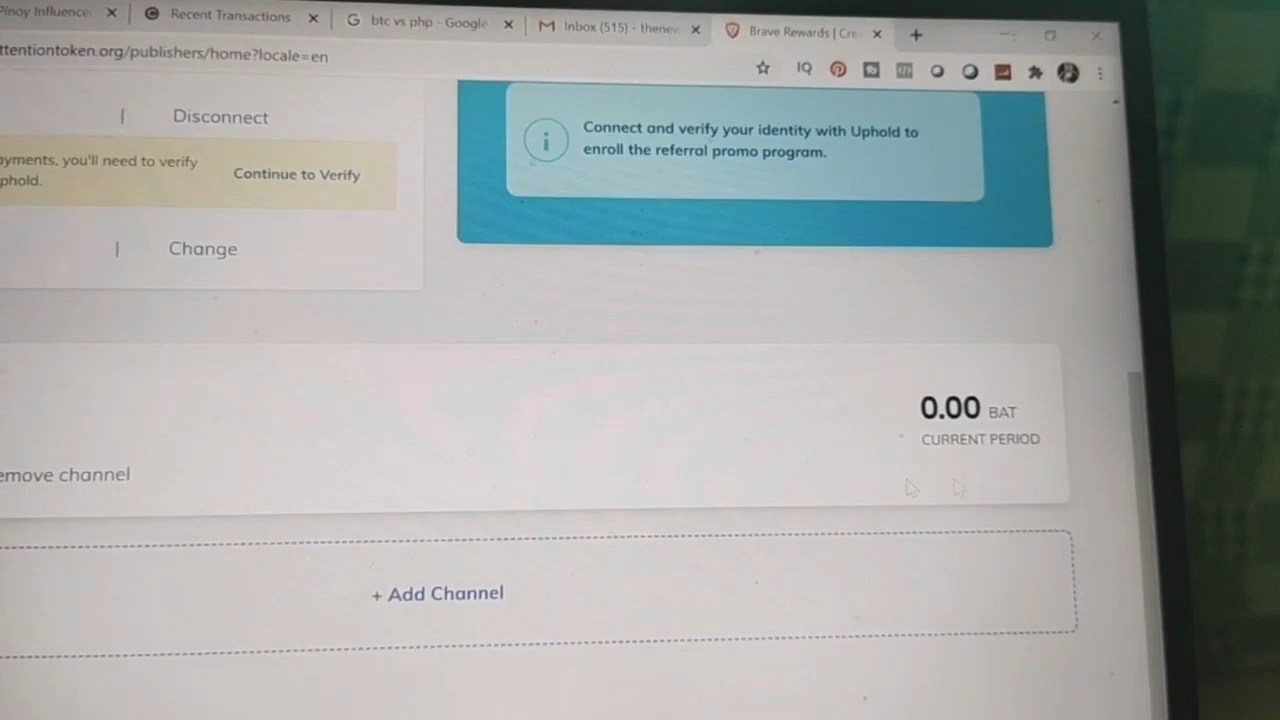 Pinoy Influence
Recent Transactions
btc vs php - Google
Inbox (515) - thenev
Brave Rewards | Cre
ttentiontoken.org/publishers/home?locale=en
IQ
| Disconnect
ayments, you'll need to verify
phold.
Continue to Verify
| Change
Connect and verify your identity with Uphold to
enroll the referral promo program.
0.00 BAT
CURRENT PERIOD
emove channel
+ Add Channel